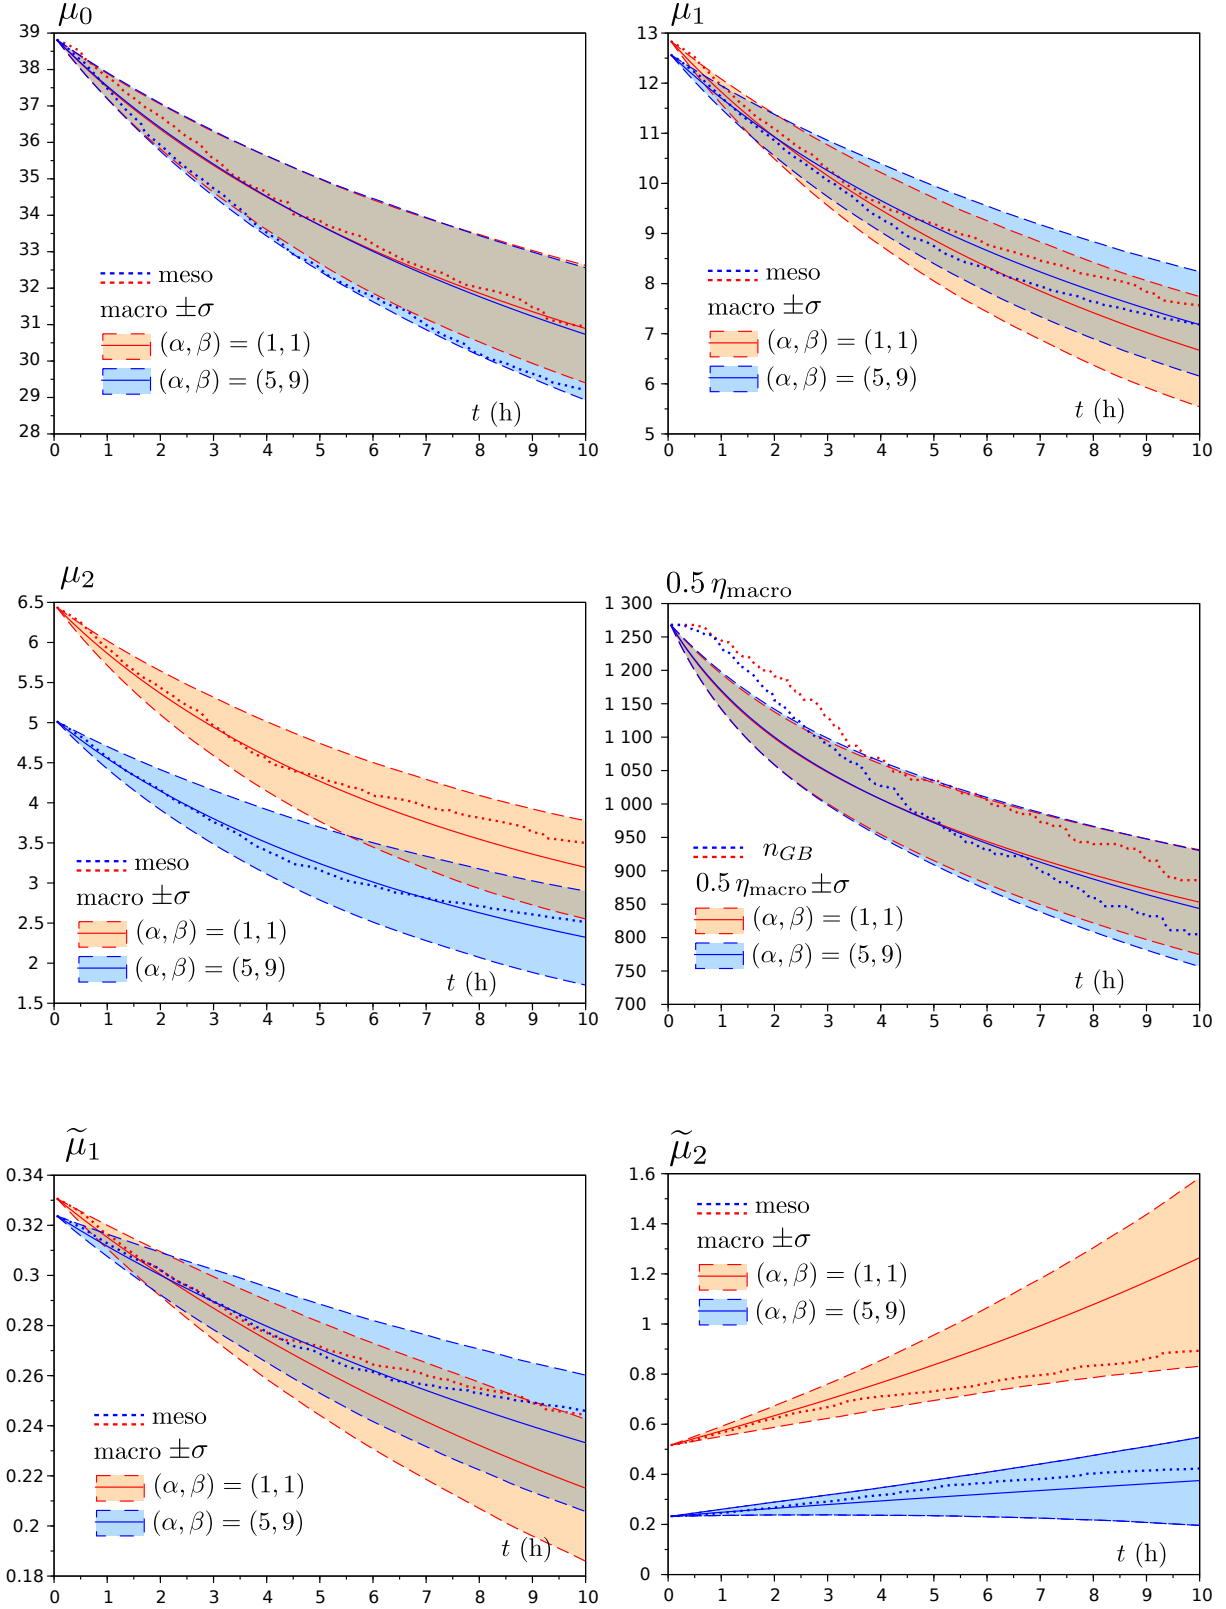 μ₀
39
38
37
36
35
34
33
32
31
30
29
28
0 1 2 3 4 5 6 7 8 9 10
meso
macro ±σ
(α, β) = (1, 1)
(α, β) = (5, 9)
t (h)
μ₁
13
12
11
10
9
8
7
6
5
0 1 2 3 4 5 6 7 8 9 10
meso
macro ±σ
(α, β) = (1, 1)
(α, β) = (5, 9)
t (h)
μ₂
6.5
6
5.5
5
4.5
4
3.5
3
2.5
2
1.5
0 1 2 3 4 5 6 7 8 9 10
meso
macro ±σ
(α, β) = (1, 1)
(α, β) = (5, 9)
t (h)
0.5 η_macro
1 300
1 250
1 200
1 150
1 100
1 050
1 000
950
900
850
800
750
700
0 1 2 3 4 5 6 7 8 9 10
n_GB
0.5 η_macro ±σ
(α, β) = (1, 1)
(α, β) = (5, 9)
t (h)
μ̃₁
0.34
0.32
0.3
0.28
0.26
0.24
0.22
0.2
0.18
0 1 2 3 4 5 6 7 8 9 10
meso
macro ±σ
(α, β) = (1, 1)
(α, β) = (5, 9)
t (h)
μ̃₂
1.6
1.4
1.2
1
0.8
0.6
0.4
0.2
0
0 1 2 3 4 5 6 7 8 9 10
meso
macro ±σ
(α, β) = (1, 1)
(α, β) = (5, 9)
t (h)